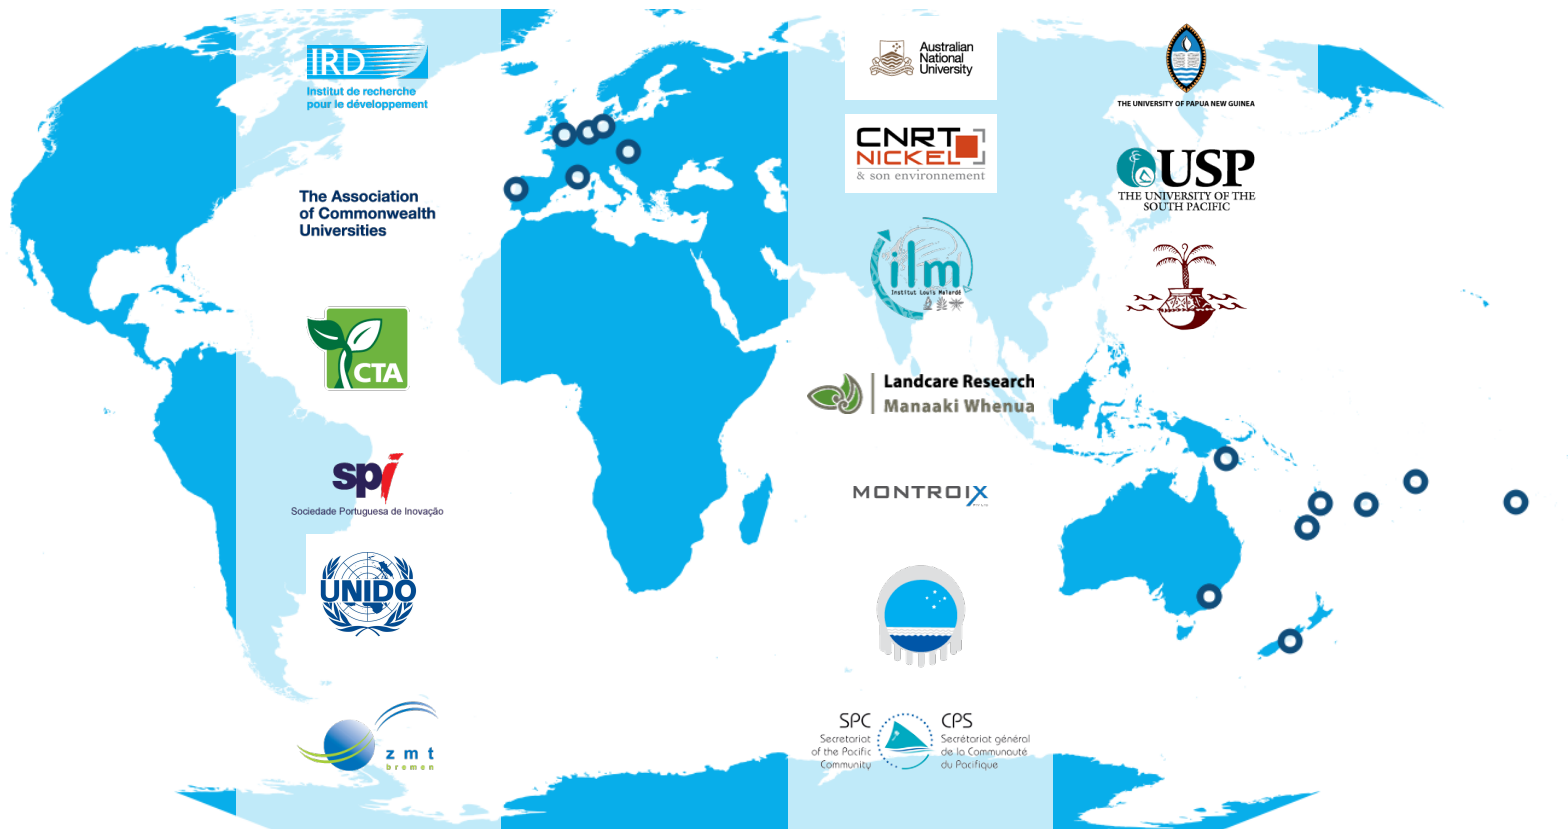 IRD
Institut de recherche
pour le développement
The Association
of Commonwealth
Universities
CTA
spi
Sociedade Portuguesa de Inovação
UNIDO
z m t
bremen
Australian
National
University
CNRT
NICKEL
& son environnement
ilm
Institut Louis Malardé
Landcare Research
Manaaki Whenua
MONTROIX
SPC
Secretariat
of the Pacific
Community
CPS
Secrétariat général
de la Communauté
du Pacifique
THE UNIVERSITY OF PAPUA NEW GUINEA
USP
THE UNIVERSITY OF THE
SOUTH PACIFIC